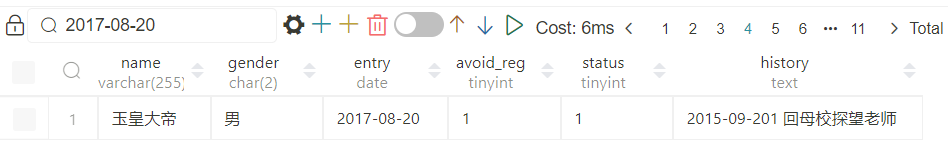 2017-08-20 Cost: 6ms 1 2 3 4 5 6 ••• 11 Total
name gender entry avoid_reg status history
varchar(255) char(2) date tinyint tinyint text
1 玉皇大帝 男 2017-08-20 1 1 2015-09-201 回母校探望老师